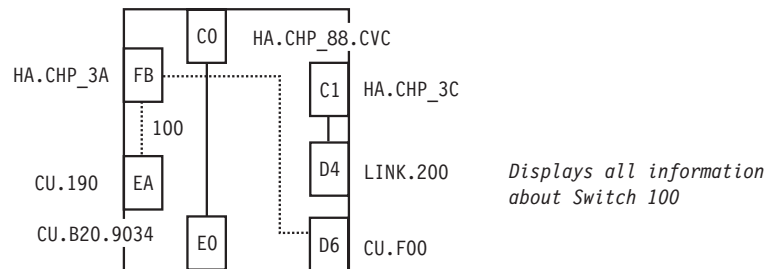 C0 HA.CHP_88.CVC
HA.CHP_3A FB
C1 HA.CHP_3C
100
CU.190 EA
D4 LINK.200
Displays all information
about Switch 100
CU.B20.9034 E0
D6 CU.F00